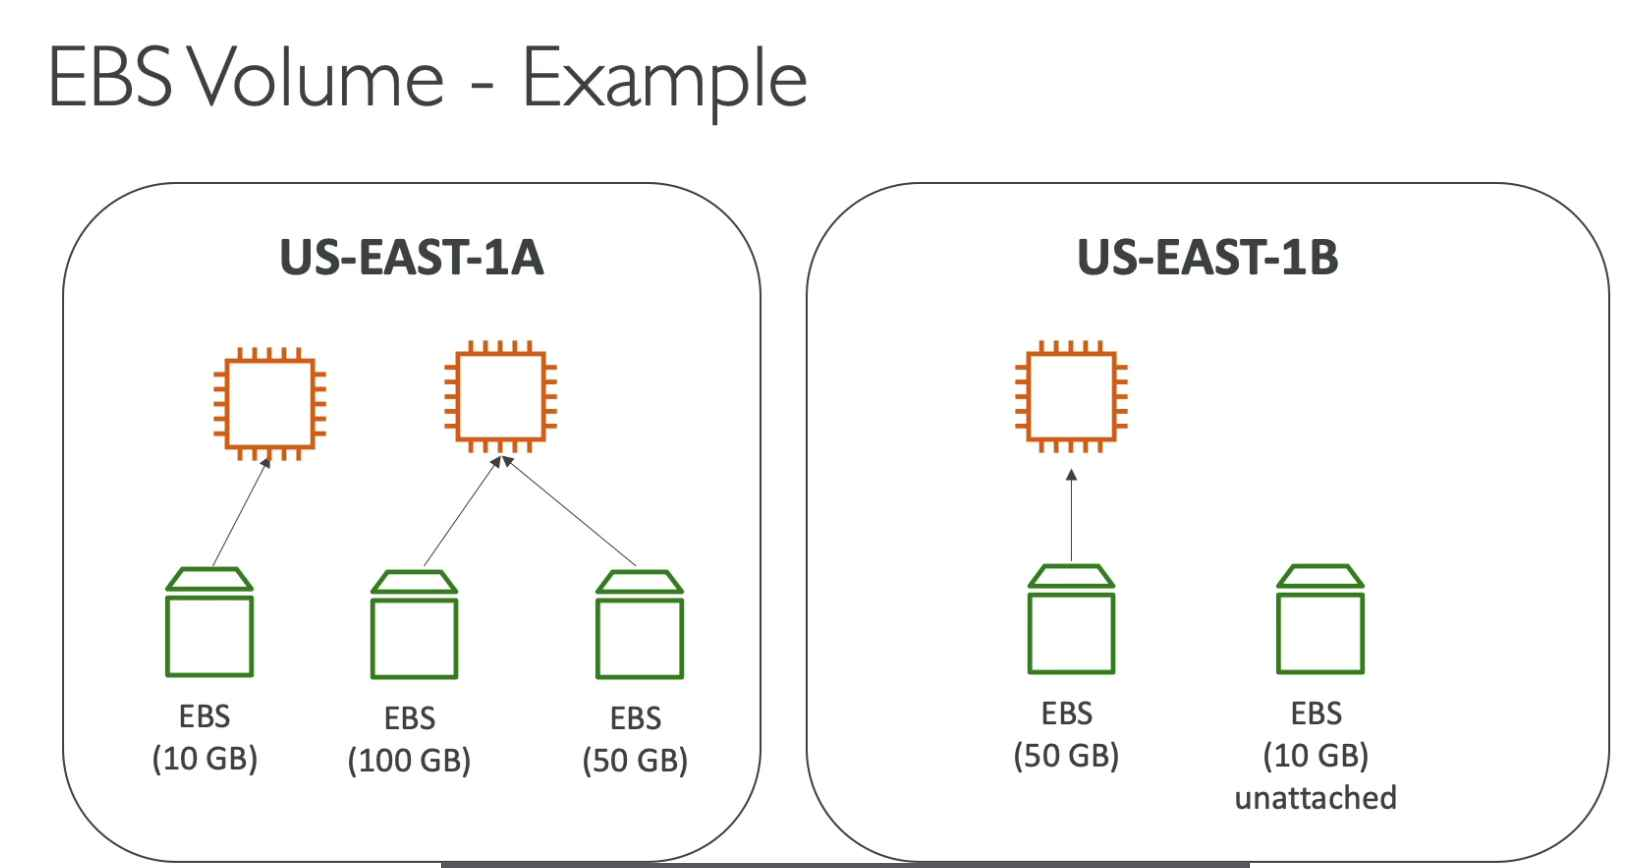 EBS Volume - Example
US-EAST-1A
EBS
(10 GB)
EBS
(100 GB)
EBS
(50 GB)
US-EAST-1B
EBS
(50 GB)
EBS
(10 GB)
unattached